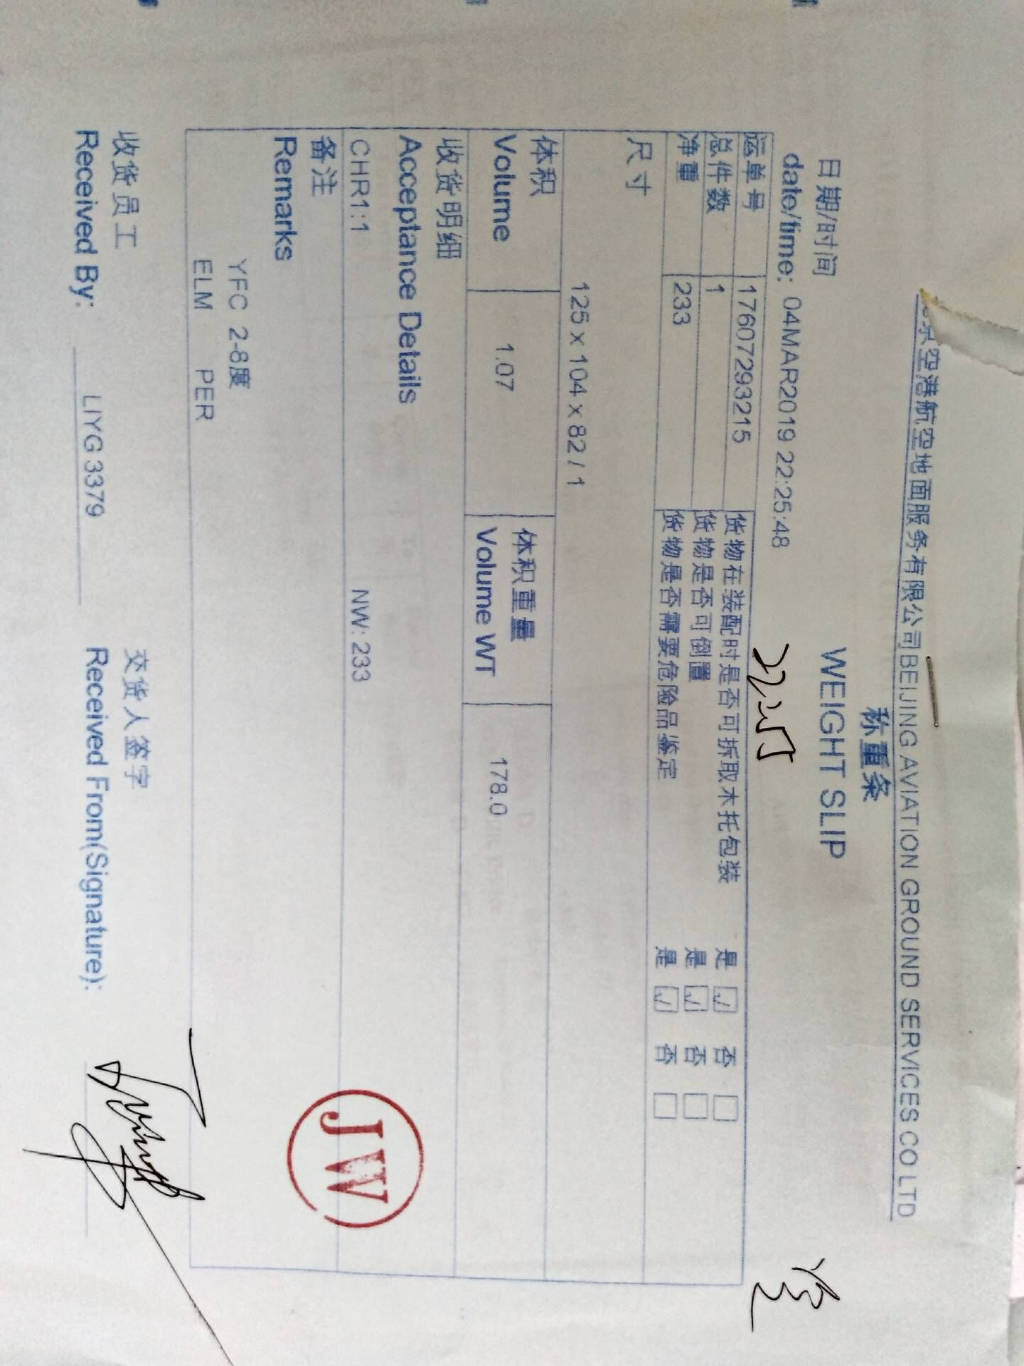 京空港航空地面服务有限公司BEIJING AVIATION GROUND SERVICES CO LTD
称重条
WEIGHT SLIP
日期/时间
date/time: 04MAR2019 22:25:48
运单号 17607293215 货物在装配时是否可拆取木托包装 是 ☑ 否 ☐
总件数 1 货物是否可倒置 是 ☑ 否 ☐
净重 233 货物是否需要危险品鉴定 是 ☑ 否 ☐
尺寸
125 x 104 x 82 / 1
体积 体积重量
Volume 1.07 Volume WT 178.0
收货明细
Acceptance Details
CHR1:1 NW: 233
备注
Remarks
YFC 2-8度
ELM PER
JW
收货员工 交货人签字
Received By: LIYG 3379 Received From(Signature):